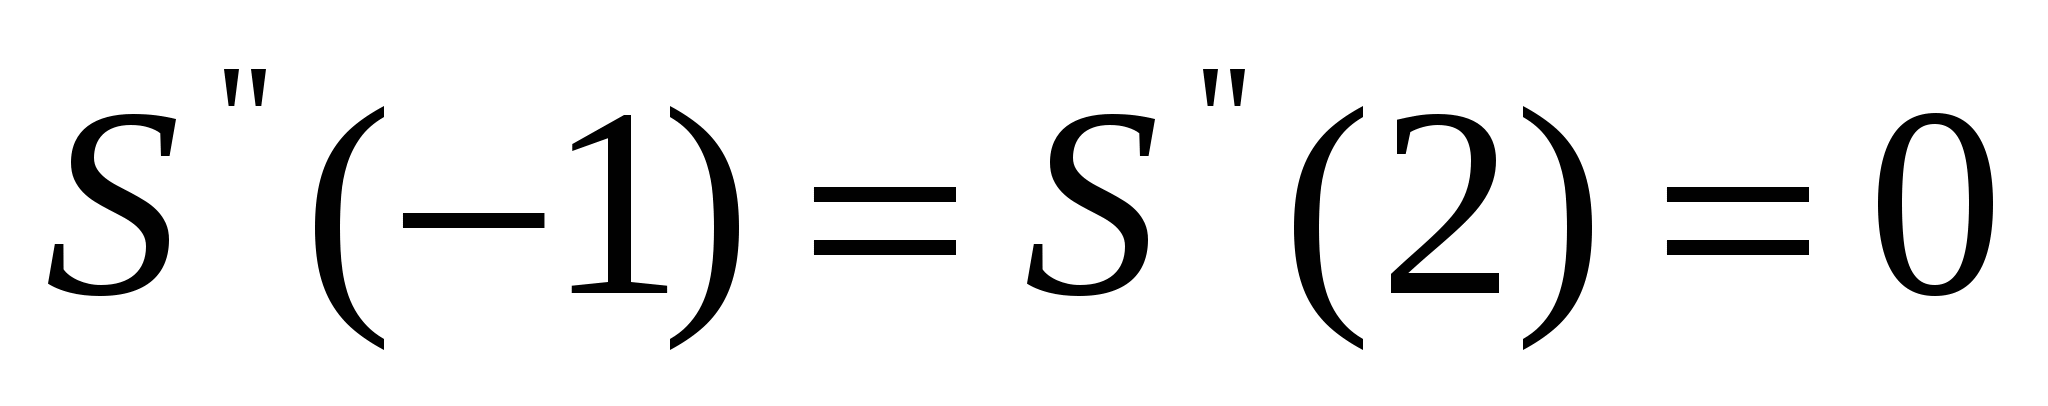 S"(−1) = S"(2) = 0